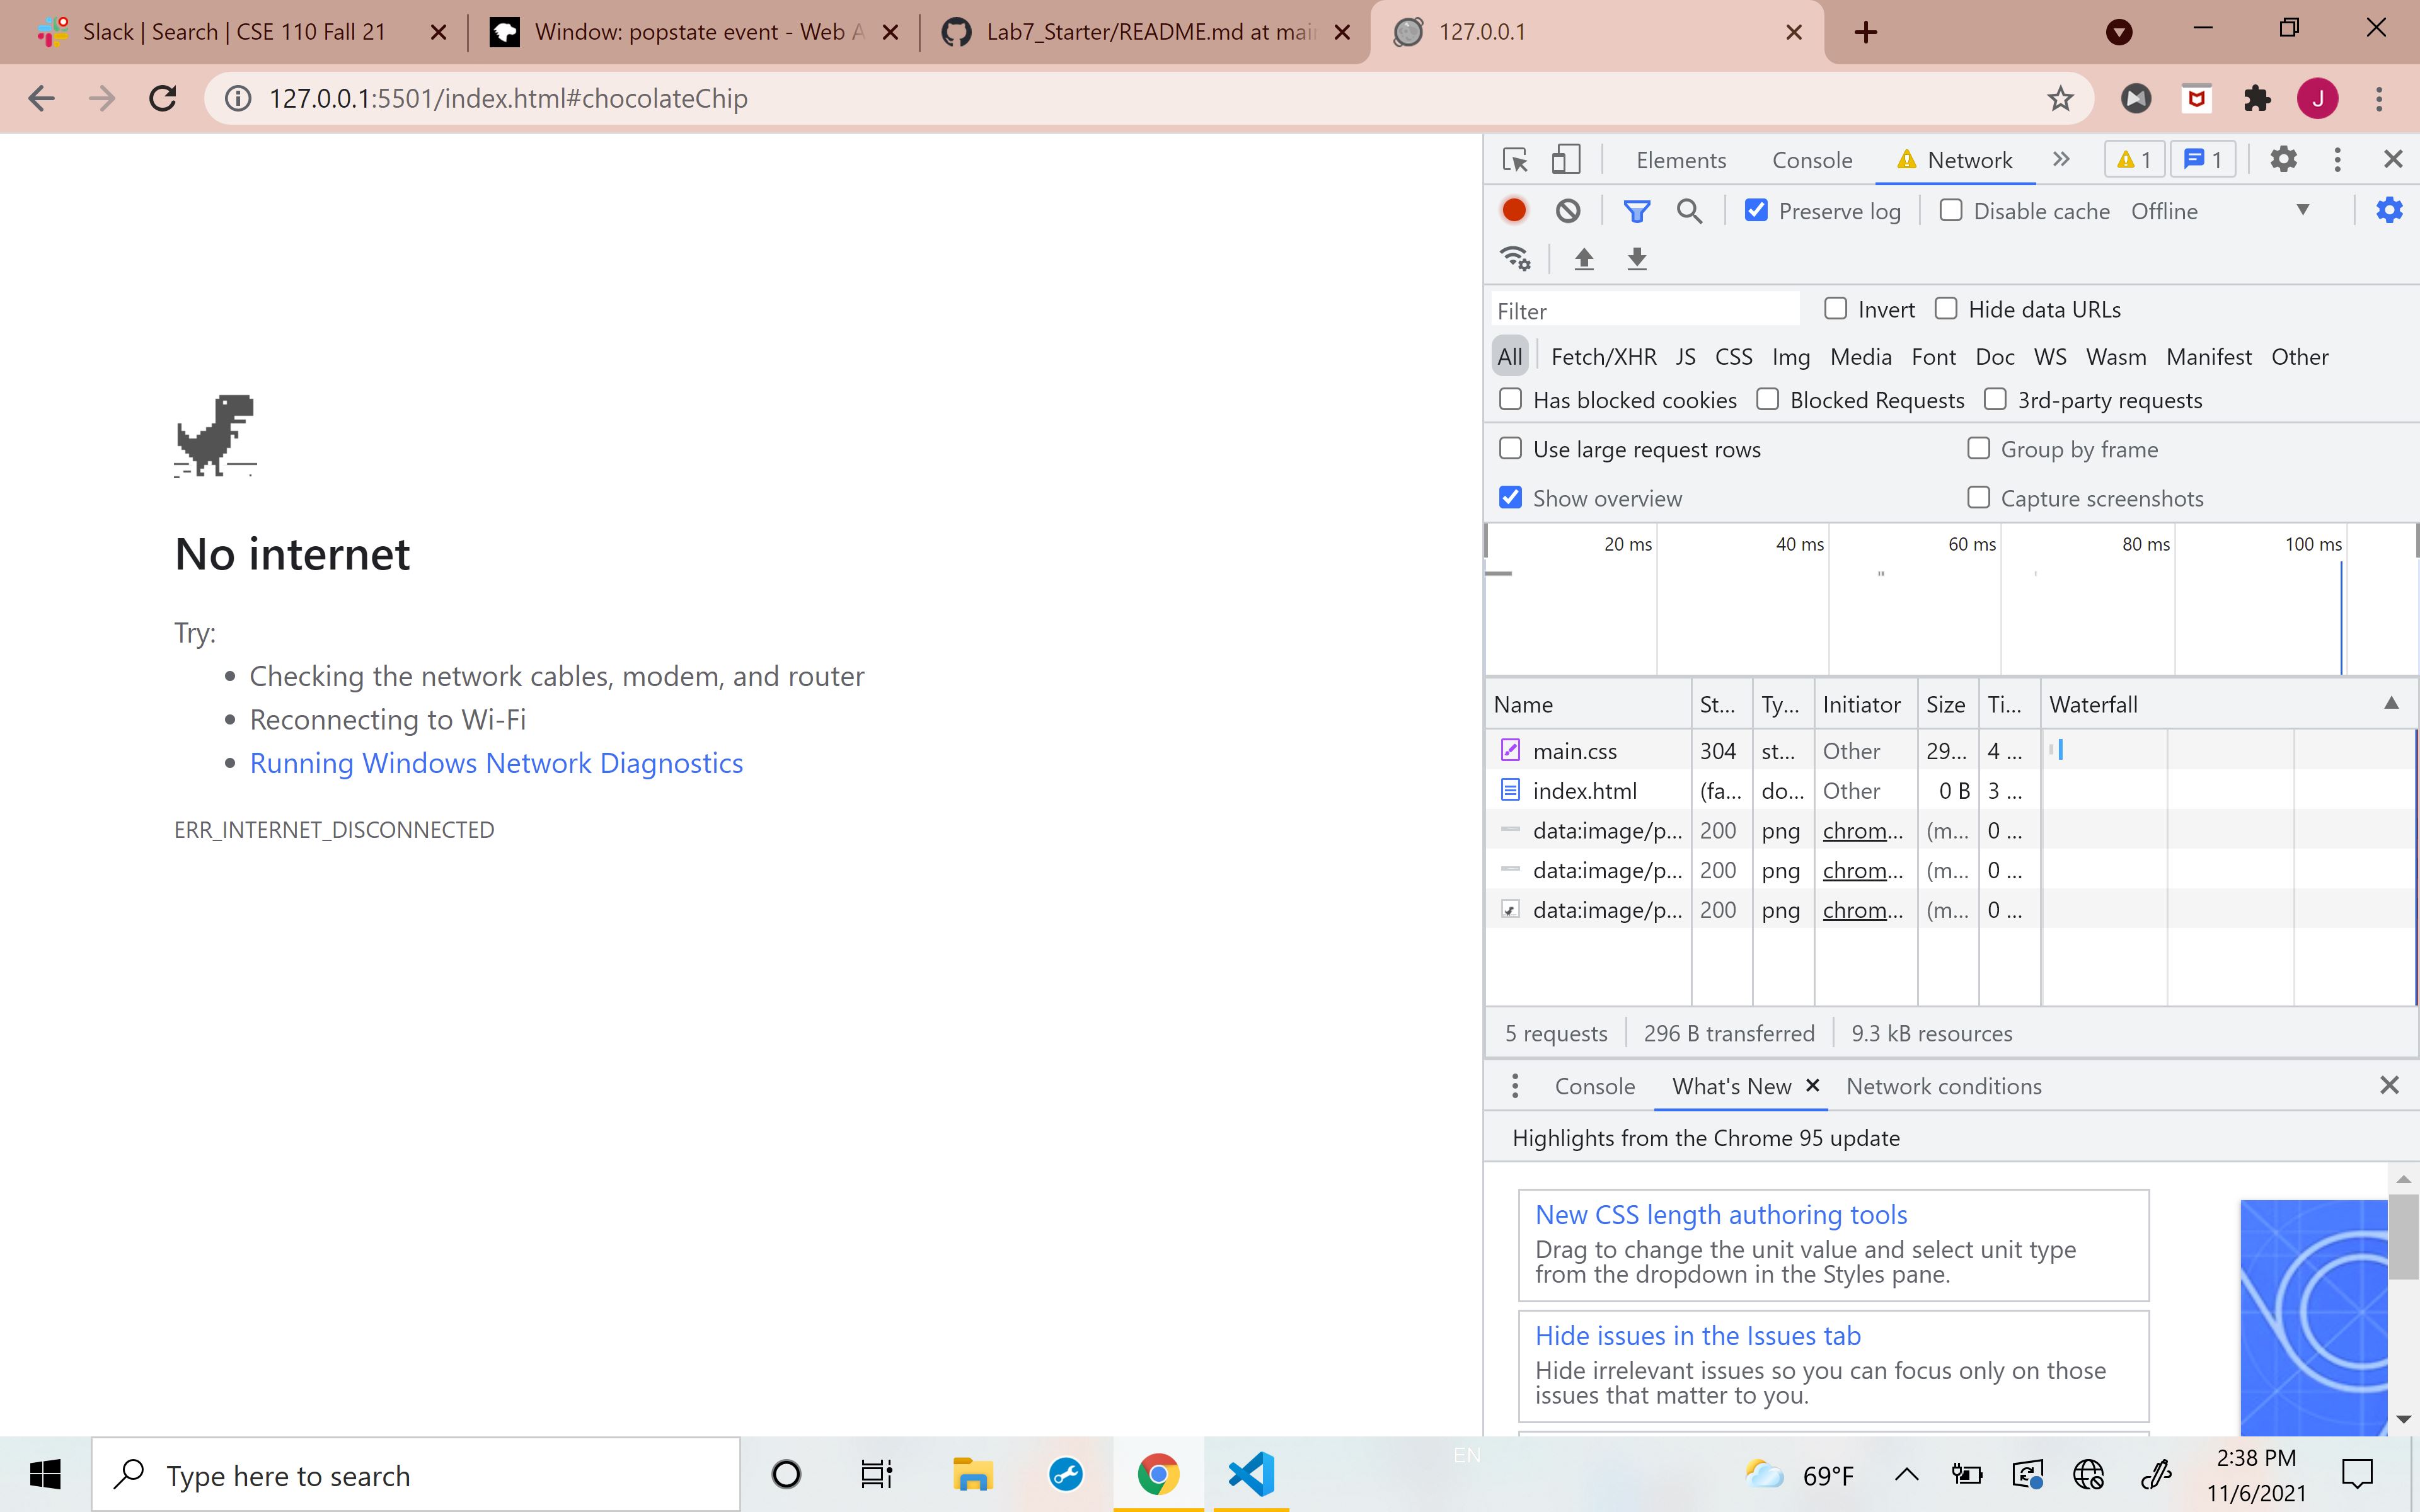 Slack | Search | CSE 110 Fall 21
Window: popstate event - Web A
Lab7_Starter/README.md at mai
127.0.0.1
127.0.0.1:5501/index.html#chocolateChip
J
Elements Console Network 1 1
Preserve log Disable cache Offline
Filter Invert Hide data URLs
All Fetch/XHR JS CSS Img Media Font Doc WS Wasm Manifest Other
Has blocked cookies Blocked Requests 3rd-party requests
Use large request rows Group by frame
Show overview Capture screenshots
20 ms 40 ms 60 ms 80 ms 100 ms
No internet
Try:
Checking the network cables, modem, and router
Reconnecting to Wi-Fi
Running Windows Network Diagnostics
ERR_INTERNET_DISCONNECTED
Name St... Ty... Initiator Size Ti... Waterfall
main.css 304 st... Other 29... 4 ...
index.html (fa... do... Other 0 B 3 ...
data:image/p... 200 png chrom... (m... 0 ...
data:image/p... 200 png chrom... (m... 0 ...
data:image/p... 200 png chrom... (m... 0 ...
5 requests 296 B transferred 9.3 kB resources
Console What's New Network conditions
Highlights from the Chrome 95 update
New CSS length authoring tools
Drag to change the unit value and select unit type
from the dropdown in the Styles pane.
Hide issues in the Issues tab
Hide irrelevant issues so you can focus only on those
issues that matter to you.
EN
Type here to search
69°F
2:38 PM
11/6/2021